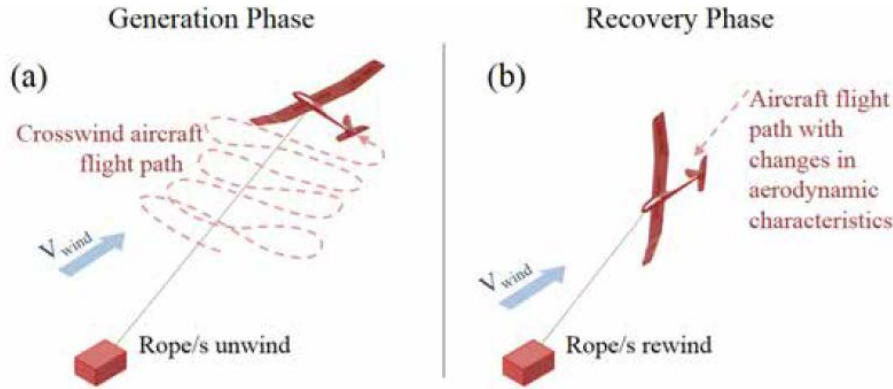 Generation Phase
(a)
Crosswind aircraft
flight path
V wind
Rope/s unwind
Recovery Phase
(b)
Aircraft flight
path with
changes in
aerodynamic
characteristics
V wind
Rope/s rewind